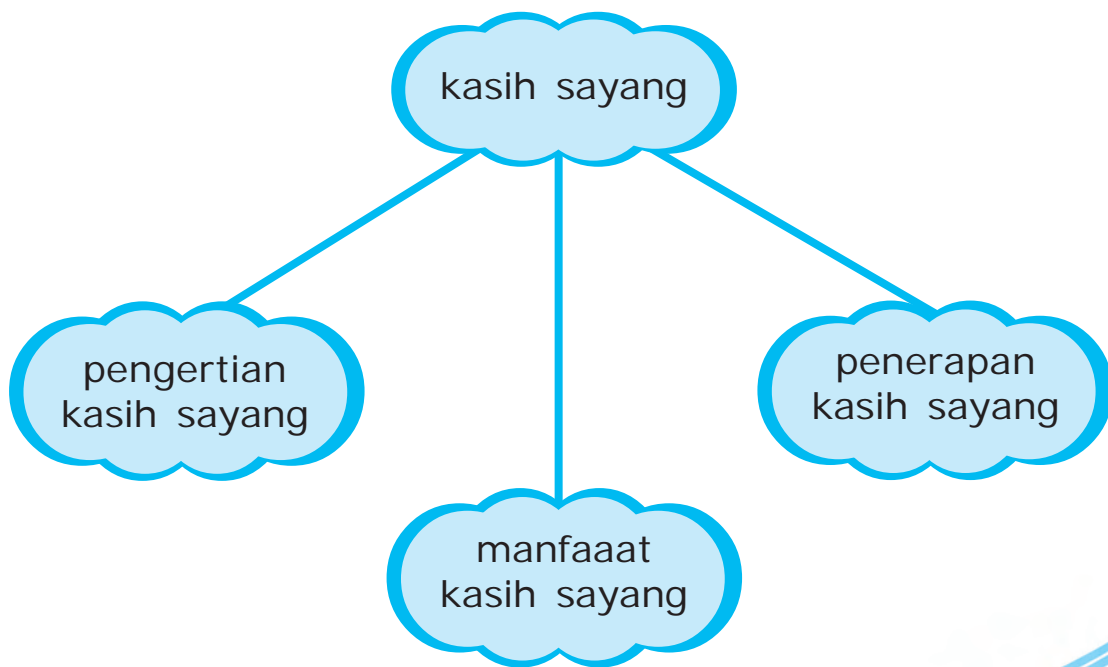 kasih sayang
pengertian
kasih sayang
penerapan
kasih sayang
manfaaat
kasih sayang